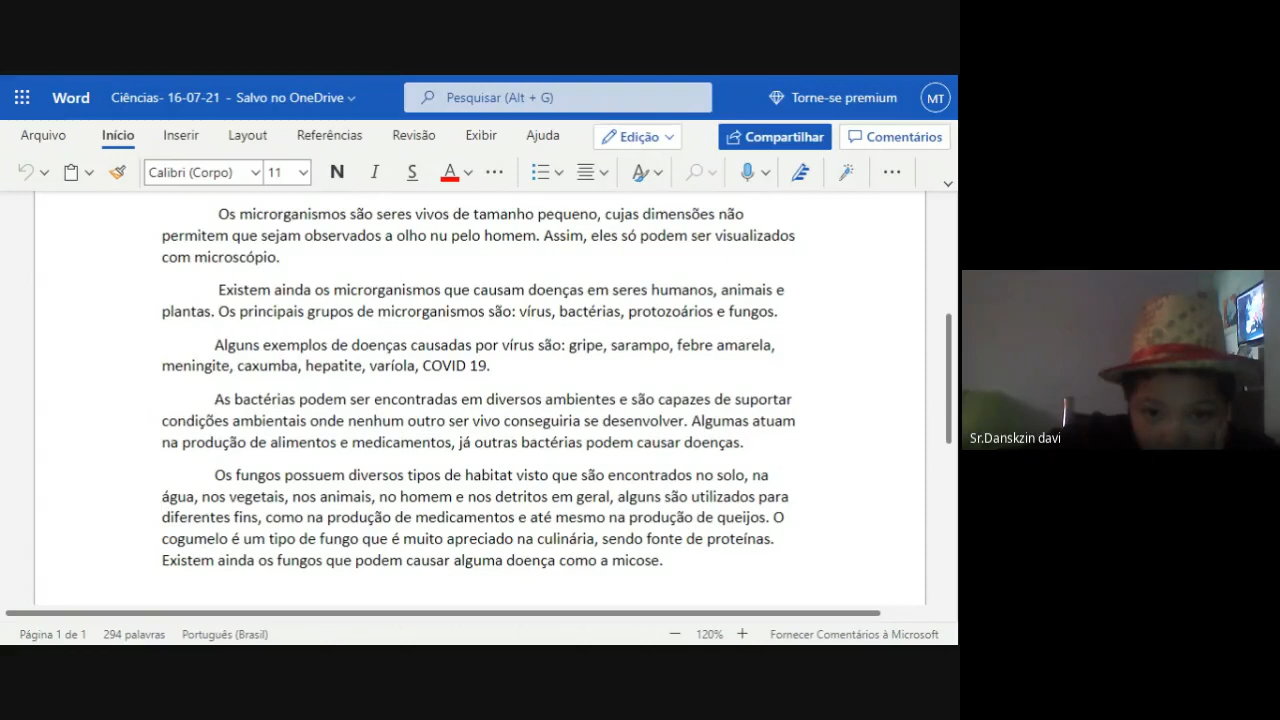 Word
Ciências- 16-07-21 - Salvo no OneDrive
Pesquisar (Alt + G)
Torne-se premium
MT
Arquivo
Início
Inserir
Layout
Referências
Revisão
Exibir
Ajuda
Edição
Compartilhar
Comentários
Calibri (Corpo)
11
N
I
S
A
Os microrganismos são seres vivos de tamanho pequeno, cujas dimensões não
permitem que sejam observados a olho nu pelo homem. Assim, eles só podem ser visualizados
com microscópio.
Existem ainda os microrganismos que causam doenças em seres humanos, animais e
plantas. Os principais grupos de microrganismos são: vírus, bactérias, protozoários e fungos.
Alguns exemplos de doenças causadas por vírus são: gripe, sarampo, febre amarela,
meningite, caxumba, hepatite, varíola, COVID 19.
As bactérias podem ser encontradas em diversos ambientes e são capazes de suportar
condições ambientais onde nenhum outro ser vivo conseguiria se desenvolver. Algumas atuam
na produção de alimentos e medicamentos, já outras bactérias podem causar doenças.
Os fungos possuem diversos tipos de habitat visto que são encontrados no solo, na
água, nos vegetais, nos animais, no homem e nos detritos em geral, alguns são utilizados para
diferentes fins, como na produção de medicamentos e até mesmo na produção de queijos. O
cogumelo é um tipo de fungo que é muito apreciado na culinária, sendo fonte de proteínas.
Existem ainda os fungos que podem causar alguma doença como a micose.
Página 1 de 1
294 palavras
Português (Brasil)
120%
Fornecer Comentários à Microsoft
Sr.Danskzin davi